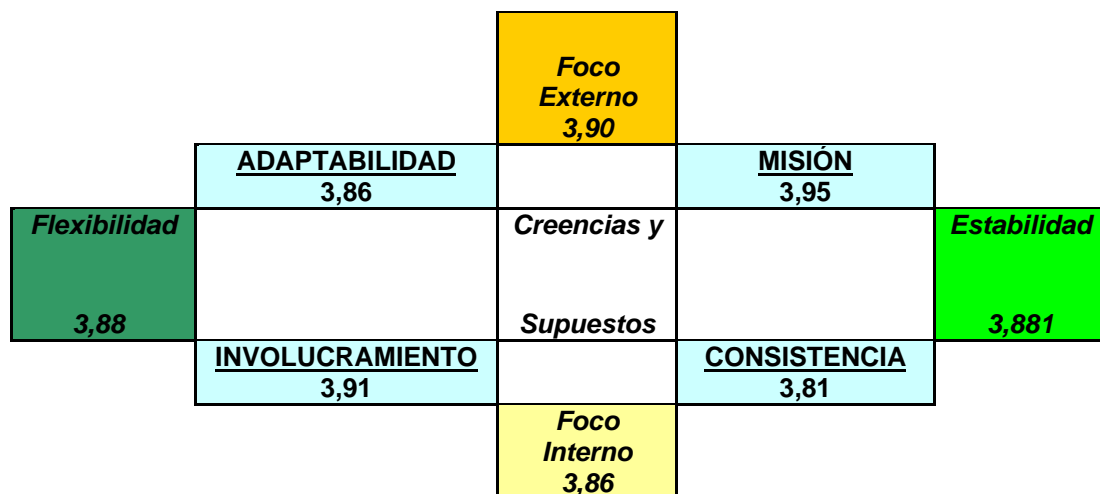 Foco
Externo
3,90
ADAPTABILIDAD
3,86
MISIÓN
3,95
Flexibilidad
3,88
Creencias y
Supuestos
Estabilidad
3,881
INVOLUCRAMIENTO
3,91
CONSISTENCIA
3,81
Foco
Interno
3,86